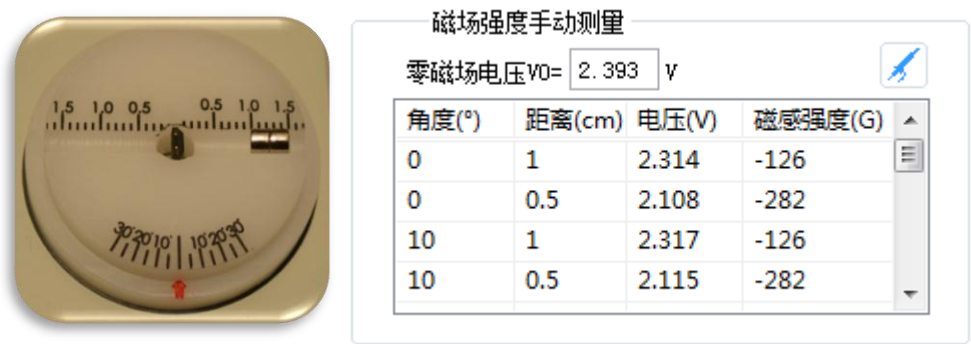 1.5 1.0 0.5 0.5 1.0 1.5
30° 20° 10° 10° 20° 30°
磁场强度手动测量
零磁场电压V0= 2.393 V
角度(°) 距离(cm) 电压(V) 磁感强度(G)
0 1 2.314 -126
0 0.5 2.108 -282
10 1 2.317 -126
10 0.5 2.115 -282